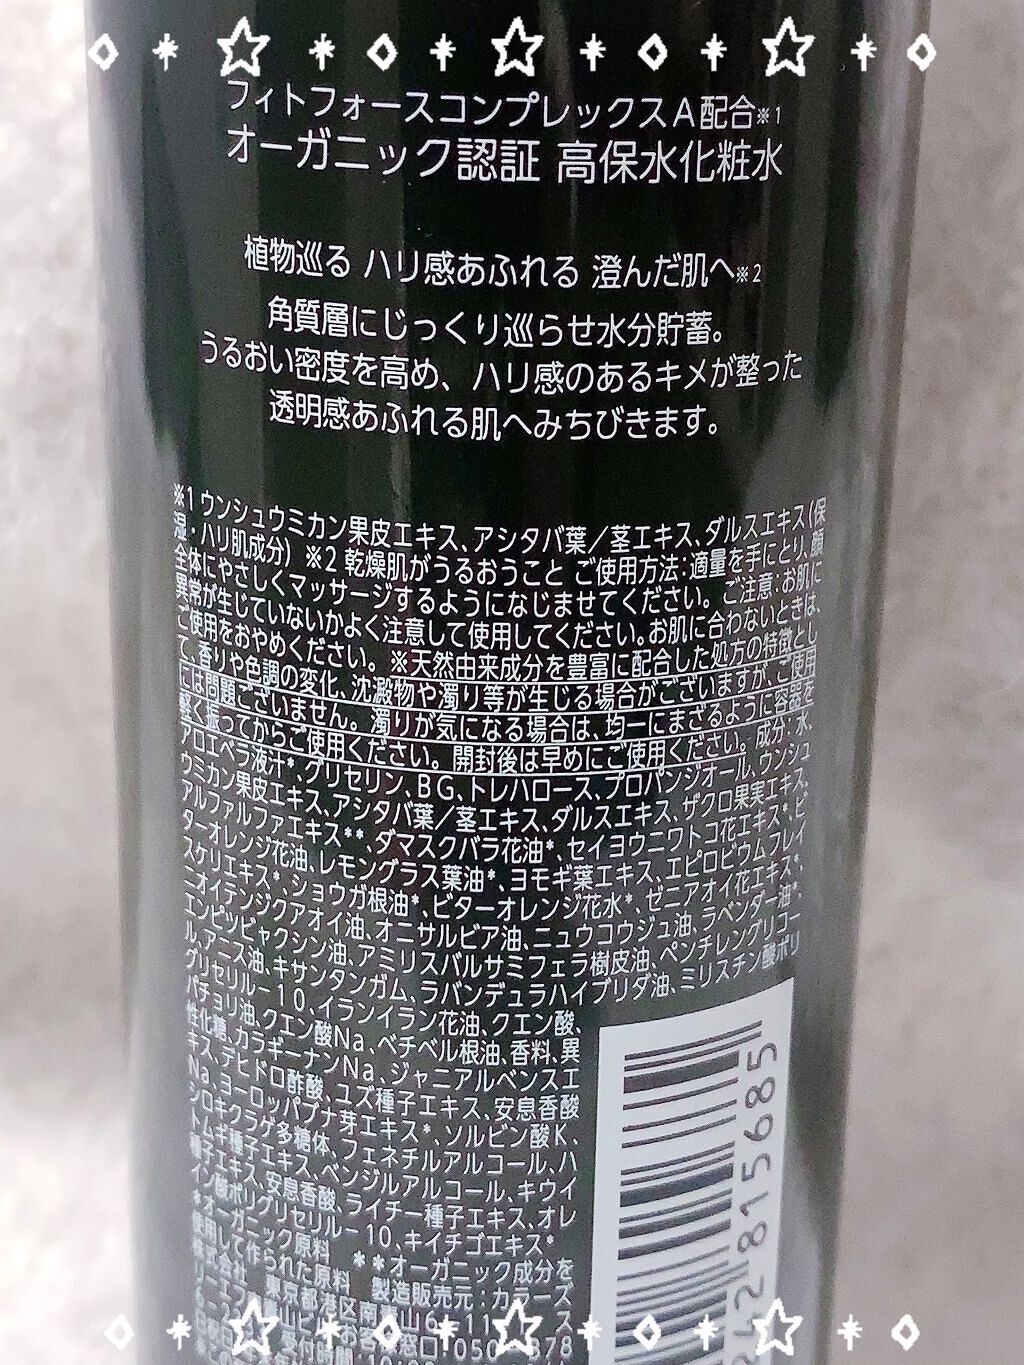 フィトフォースコンプレックスA配合※1
オーガニック認証 高保水化粧水
植物巡る ハリ感あふれる 澄んだ肌へ※2
角質層にじっくり巡らせ水分貯蓄。
うるおい密度を高め、ハリ感のあるキメが整った
透明感あふれる肌へみちびきます。
※1 ウンシュウミカン果皮エキス、アシタバ葉/茎エキス、ダルスエキス(保
湿・ハリ肌成分) ※2 乾燥肌がうるおうこと ご使用方法:適量を手にとり、顔
全体にやさしくマッサージするようになじませてください。 ご注意:お肌に
異常が生じていないかよく注意して使用してください。お肌に合わないときは、
ご使用をおやめください。 ※天然由来成分を豊富に配合した処方の特徴とし
て、香りや色調の変化、沈澱物や濁り等が生じる場合がございますが、ご使用
には問題ございません。 濁りが気になる場合は、均一にまざるように容器を
軽く振ってからご使用ください。 開封後は早めにご使用ください。 成分:水、
アロエベラ液汁*、グリセリン、BG、トレハロース、プロパンジオール、ウンシュ
ウミカン果皮エキス、アシタバ葉/茎エキス、ダルスエキス、ザクロ果実エキス、
アルファルファエキス**、ダマスクバラ花油*、セイヨウニワトコ花エキス*、ビ
ターオレンジ花油、レモングラス葉油*、ヨモギ葉エキス、エピロビウムフレイ
スケリエキス*、ショウガ根油*、ビターオレンジ花水*、ゼニアオイ花エキス*、
ニオイテンジクアオイ油、オニサルビア油、ニュウコウジュ油、ラベンダー油*、
エンピツビャクシン油、アミリスバルサミフェラ樹皮油、ペンチレングリコー
ル、アニス油、キサンタンガム、ラバンデュラハイブリダ油、ミリスチン酸ポリ
グリセリル-10、イランイラン花油、クエン酸、
パチョリ油、クエン酸Na、ベチベル根油、香料、異
性化糖、カラギーナンNa、ジャニアルベンスエ
キス、デヒドロ酢酸、ユズ種子エキス、安息香酸
Na、ヨーロッパブナ芽エキス*、ソルビン酸K、
シロキクラゲ多糖体、フェネチルアルコール、ハ
トムギ種子エキス、ベンジルアルコール、キウイ
種子エキス、安息香酸、ライチー種子エキス、オレ
イン酸ポリグリセリル-10、キイチゴエキス*
*オーガニック原料 **オーガニック成分を
使用して作られた原料 製造販売元:カラーズ
株式会社 東京都港区南青山6-11
815685